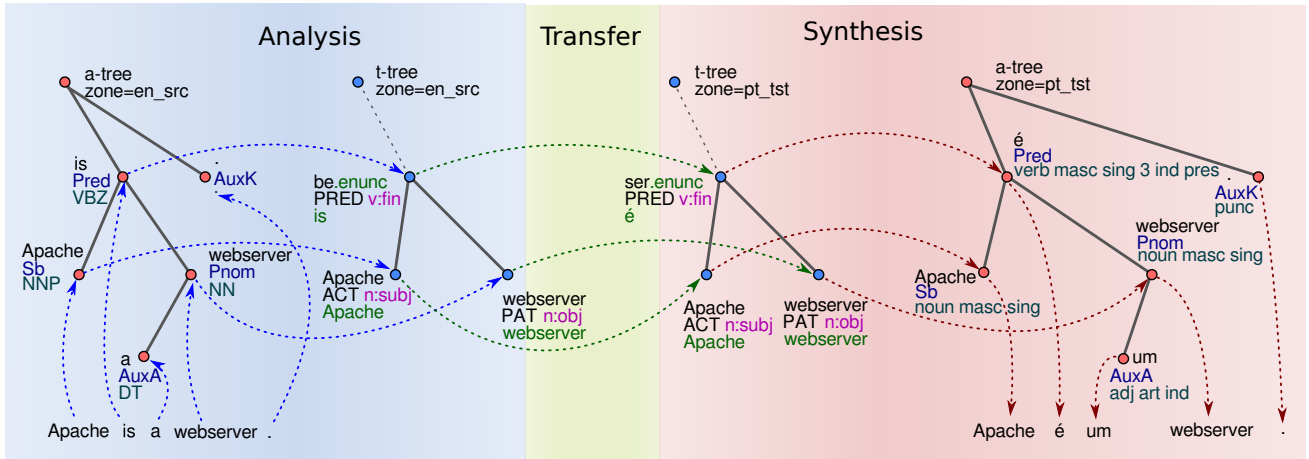 Analysis
Transfer
Synthesis
a-tree
zone=en_src
t-tree
zone=en_src
t-tree
zone=pt_tst
a-tree
zone=pt_tst
is
Pred
VBZ
.
AuxK
Apache
Sb
NNP
webserver
Pnom
NN
a
AuxA
DT
Apache is a webserver .
be.enunc
PRED v:fin
is
Apache
ACT n:subj
Apache
webserver
PAT n:obj
webserver
ser.enunc
PRED v:fin
é
Apache
ACT n:subj
Apache
webserver
PAT n:obj
webserver
é
Pred
verb masc sing 3 ind pres
.
AuxK
punc
webserver
Pnom
noun masc sing
Apache
Sb
noun masc sing
um
AuxA
adj art ind
Apache é um webserver .